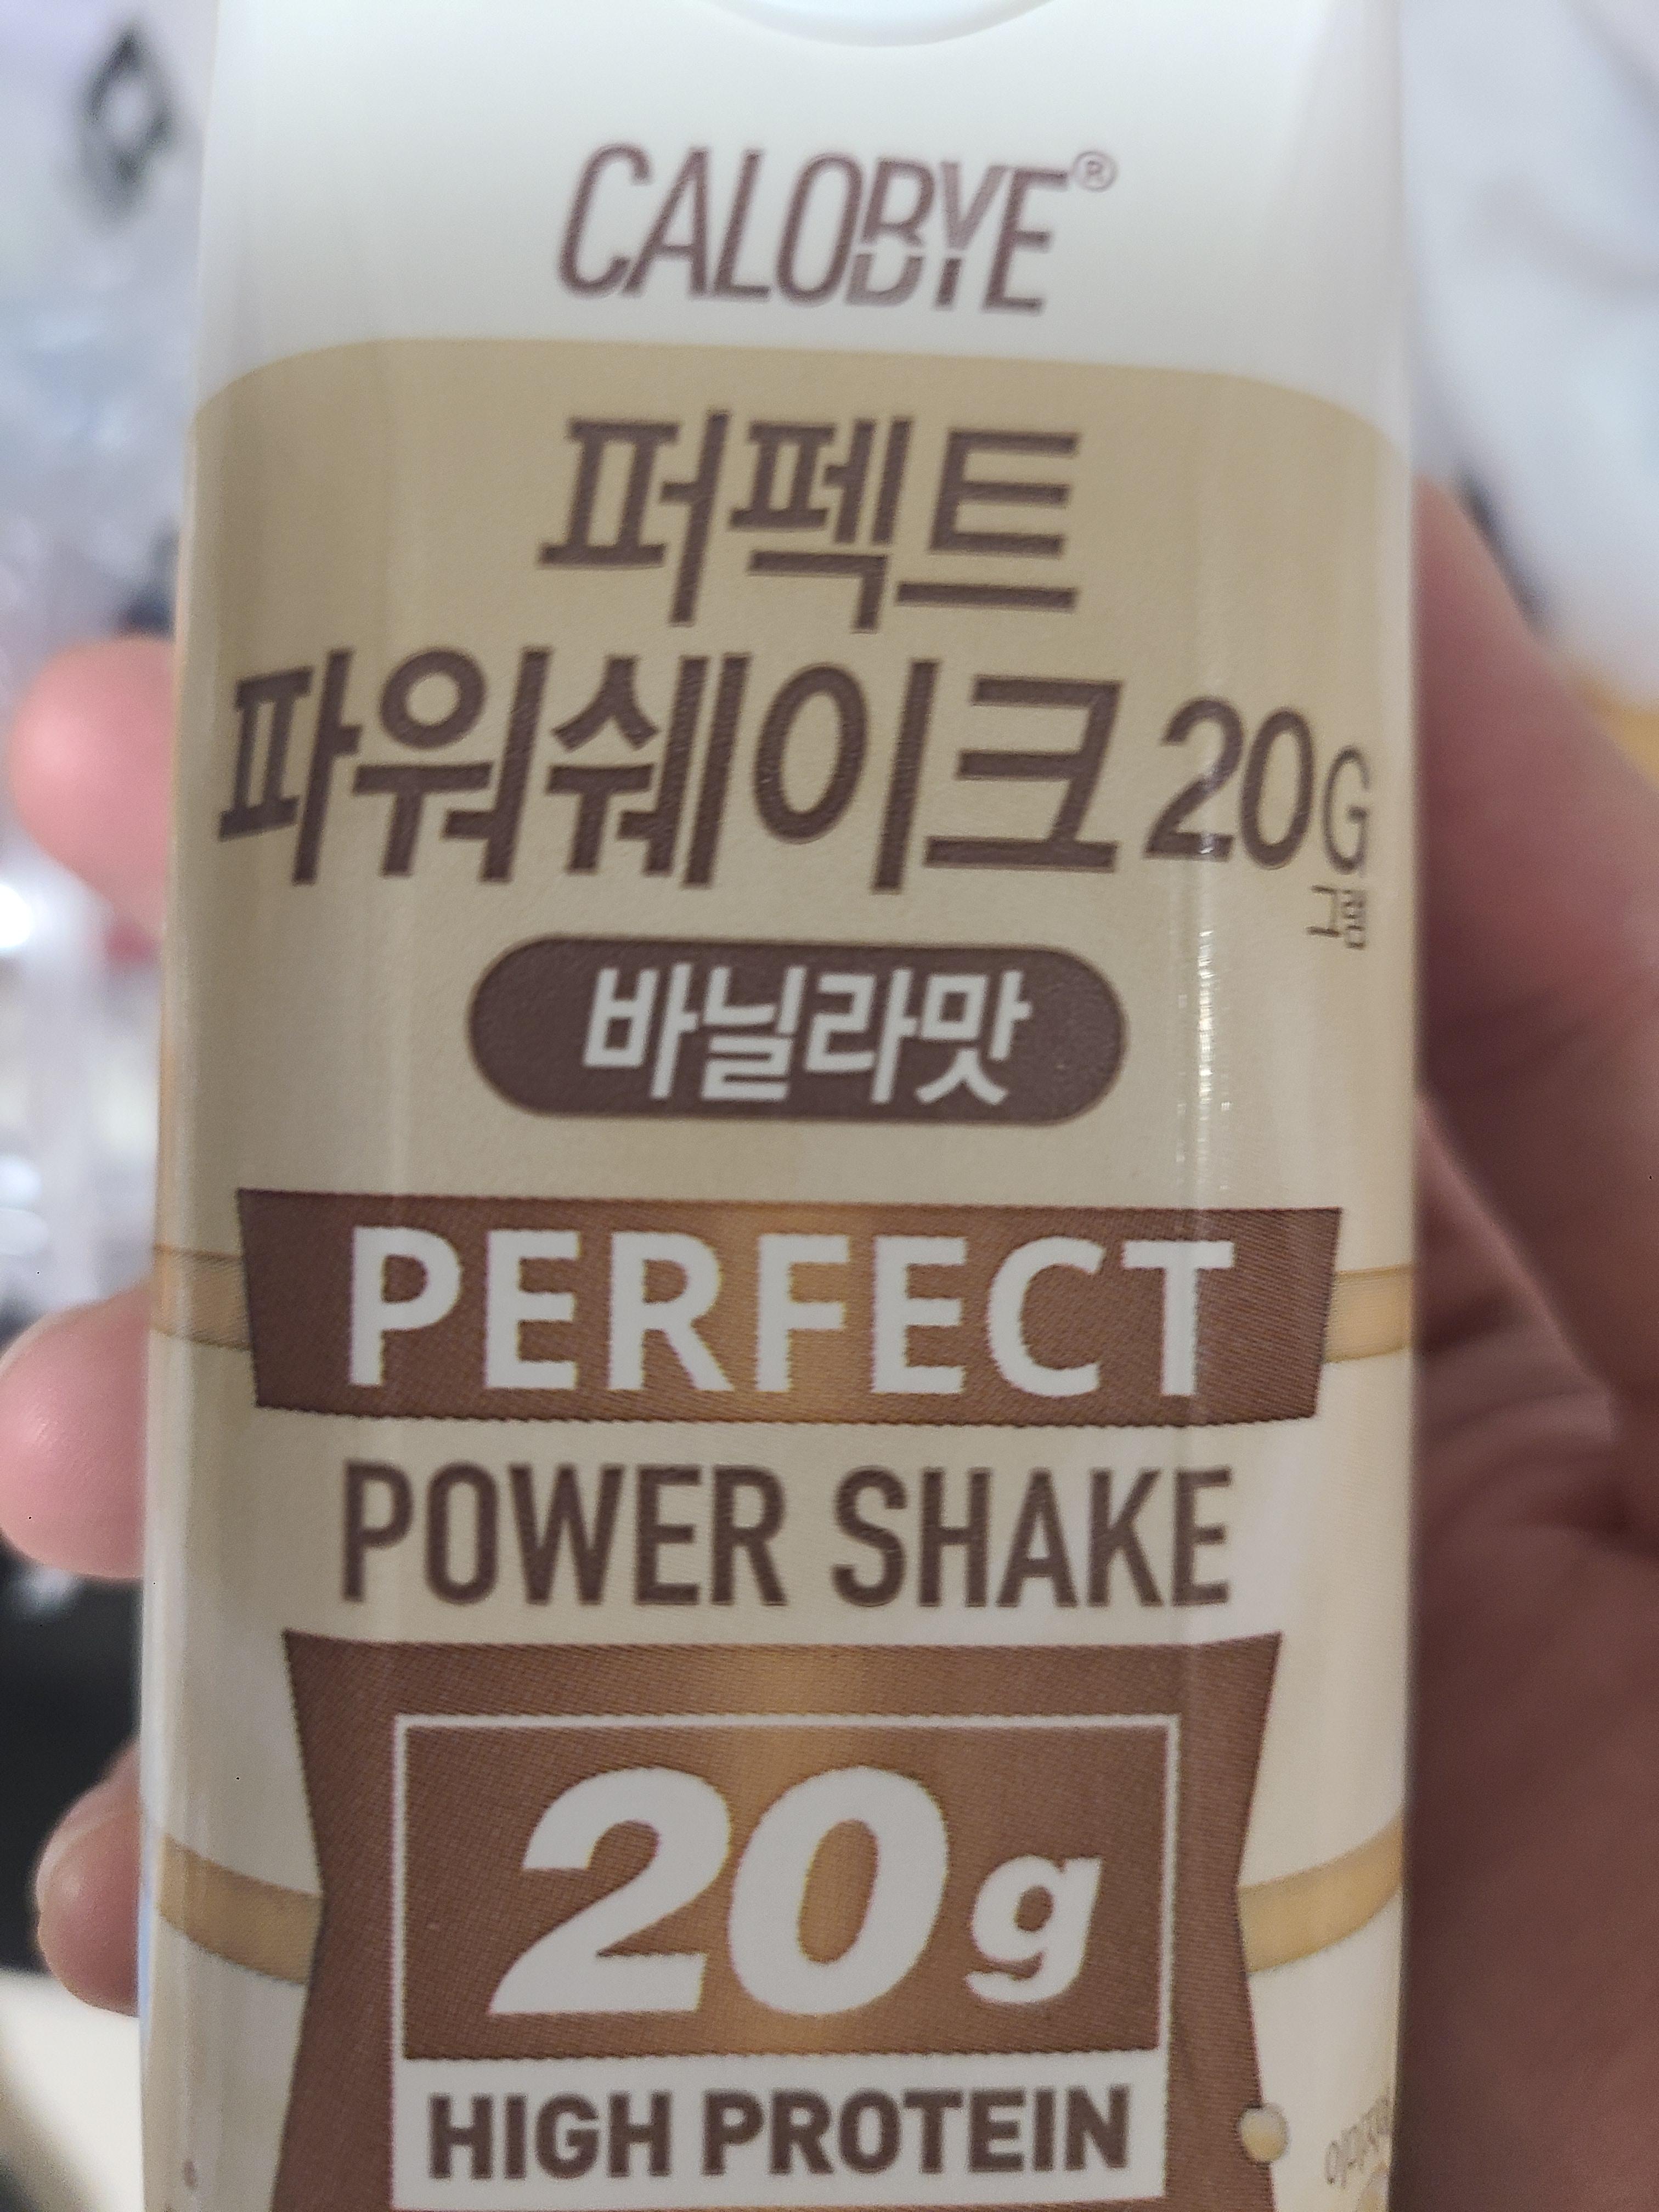 CALOBYE®
퍼펙트
파워쉐이크 20G
그램
바닐라맛
PERFECT
POWER SHAKE
20g
HIGH PROTEIN